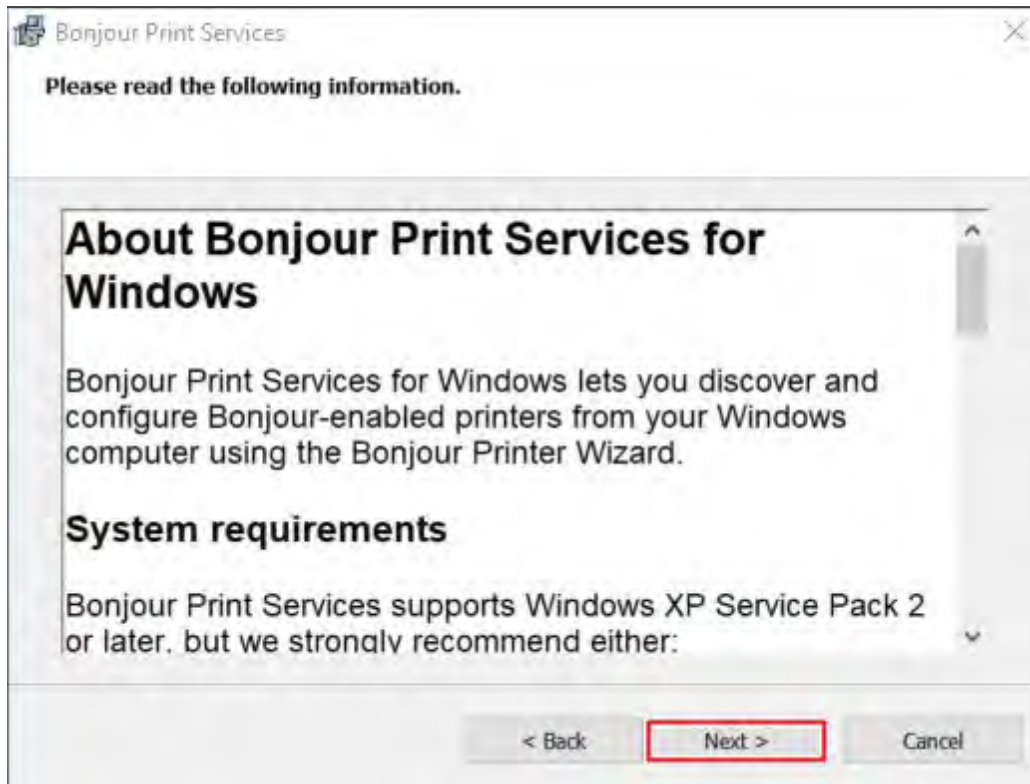 Bonjour Print Services
Please read the following information.
About Bonjour Print Services for
Windows
Bonjour Print Services for Windows lets you discover and
configure Bonjour-enabled printers from your Windows
computer using the Bonjour Printer Wizard.
System requirements
Bonjour Print Services supports Windows XP Service Pack 2
or later, but we strongly recommend either:
< Back Next > Cancel